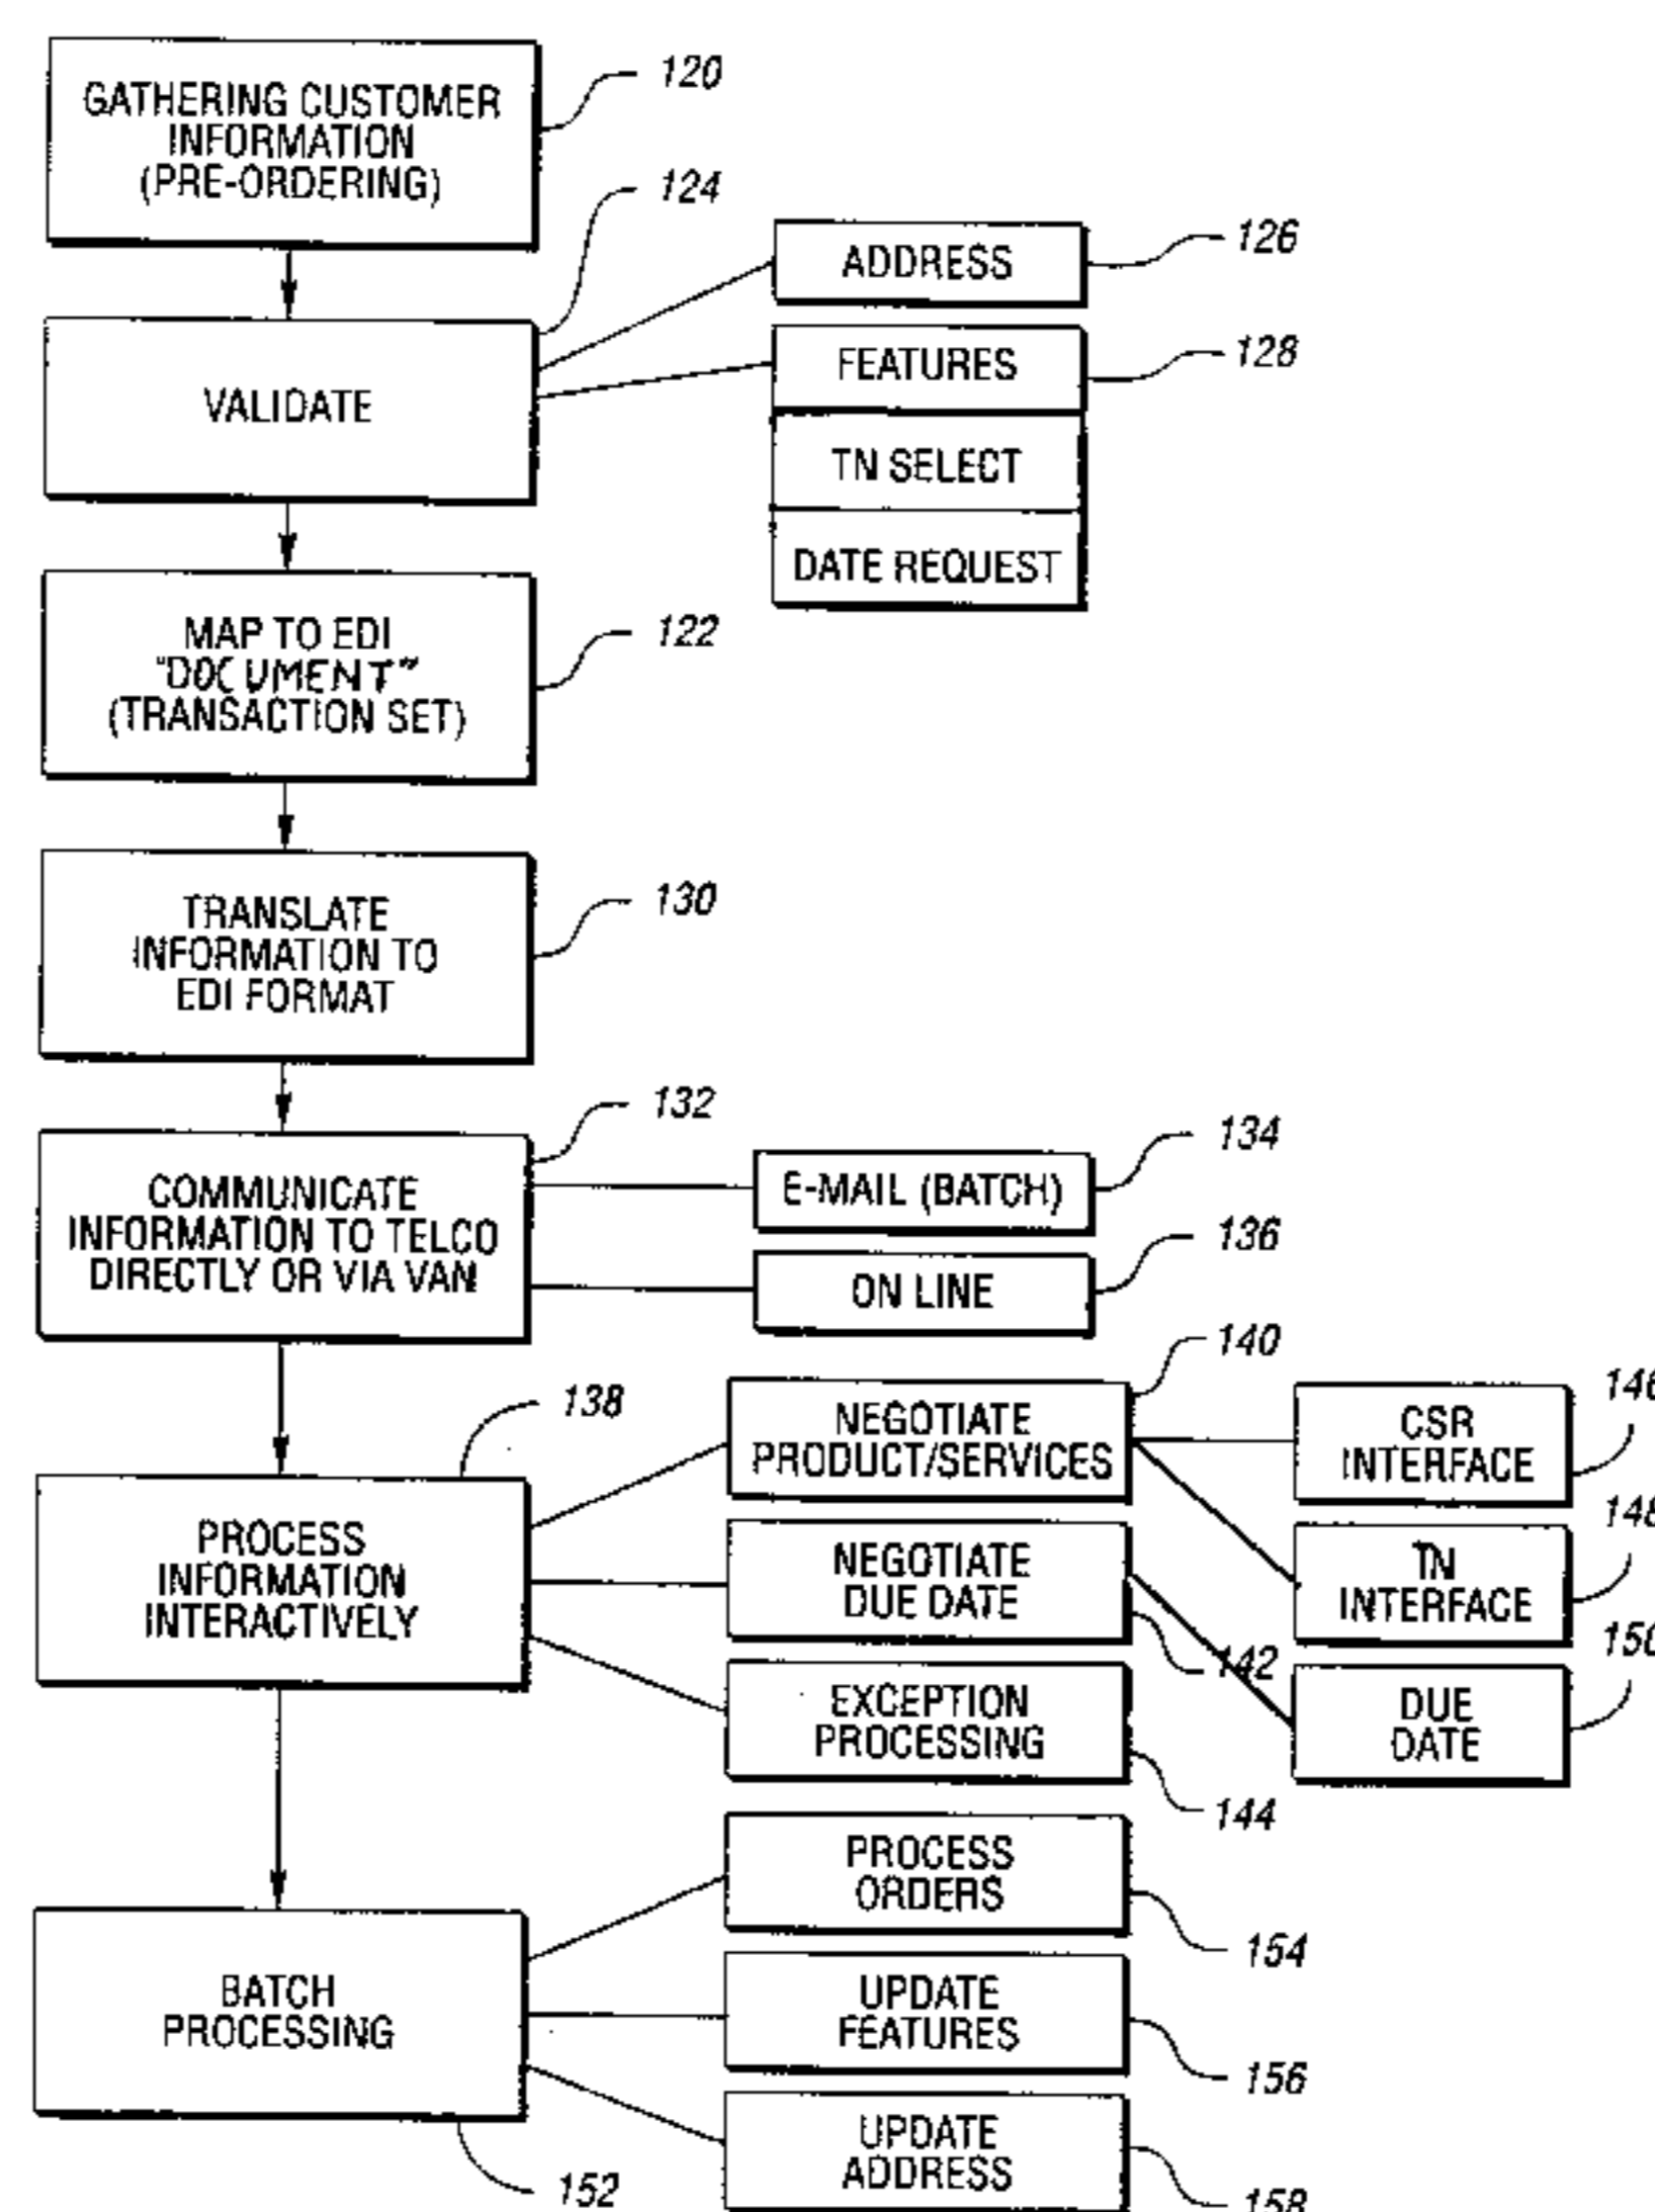 GATHERING CUSTOMER
INFORMATION
(PRE-ORDERING)
120
124
VALIDATE
ADDRESS
126
FEATURES
128
TN SELECT
DATE REQUEST
MAP TO EDI
"DOCUMENT"
(TRANSACTION SET)
122
TRANSLATE
INFORMATION TO
EDI FORMAT
130
132
COMMUNICATE
INFORMATION TO TELCO
DIRECTLY OR VIA VAN
E-MAIL (BATCH)
134
ON LINE
136
138
PROCESS
INFORMATION
INTERACTIVELY
140
NEGOTIATE
PRODUCT/SERVICES
CSR
INTERFACE
146
NEGOTIATE
DUE DATE
142
TN
INTERFACE
148
EXCEPTION
PROCESSING
144
DUE
DATE
150
BATCH
PROCESSING
152
PROCESS
ORDERS
154
UPDATE
FEATURES
156
UPDATE
ADDRESS
158